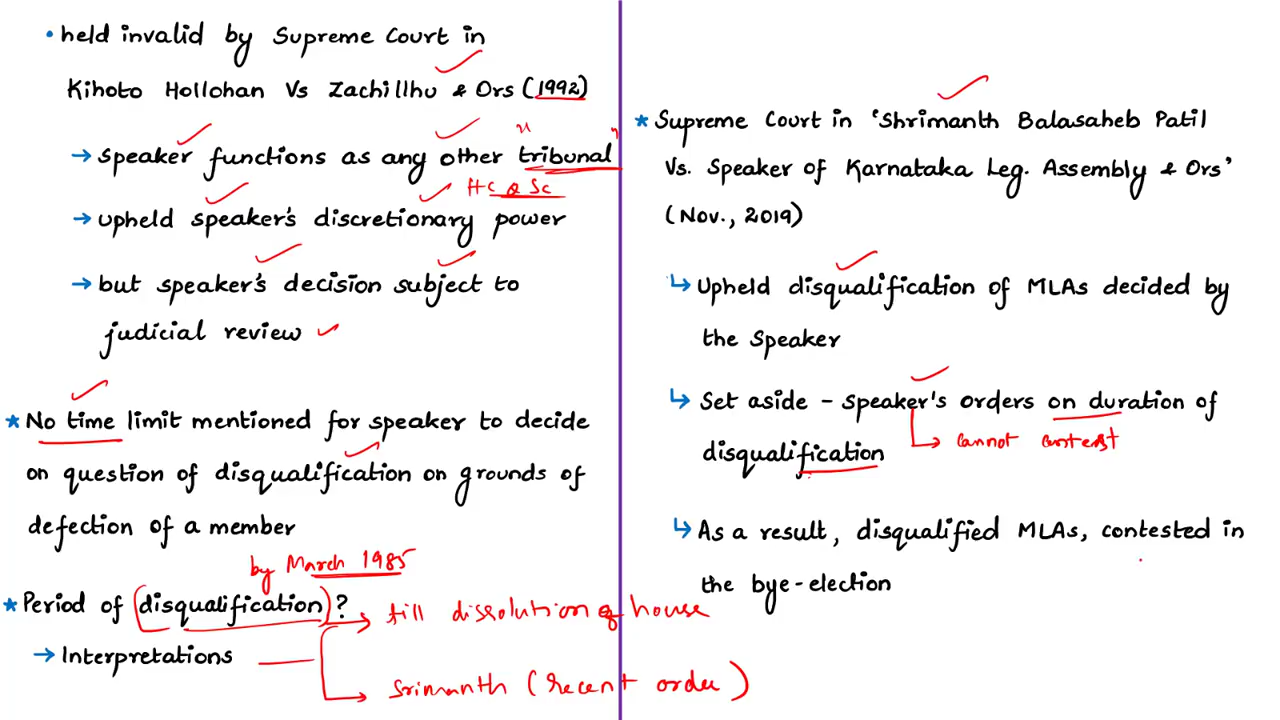 • held invalid by Supreme Court in
Kihoto Hollohan Vs Zachillhu & Ors (1992)
→ Speaker functions as any other tribunal
HC & SC
→ upheld speaker's discretionary power
→ but speaker's decision subject to
judicial review
* No time limit mentioned for speaker to decide
on question of disqualification on grounds of
defection of a member
by March 1985
* Period of disqualification ?
→ till dissolution of house
→ Interpretations
→ Srimanth (recent order)
* Supreme Court in 'Shrimanth Balasaheb Patil
Vs. Speaker of Karnataka Leg. Assembly & Ors'
(Nov., 2019)
↳ Upheld disqualification of MLAs decided by
the Speaker
↳ Set aside - speaker's orders on duration of
disqualification
↳ cannot contest
↳ As a result, disqualified MLAs, contested in
the bye-election